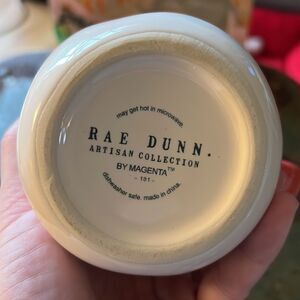 may get hot in microwave.
RAE DUNN.
ARTISAN COLLECTION
BY MAGENTA™
- 151 -
dishwasher safe. made in china.